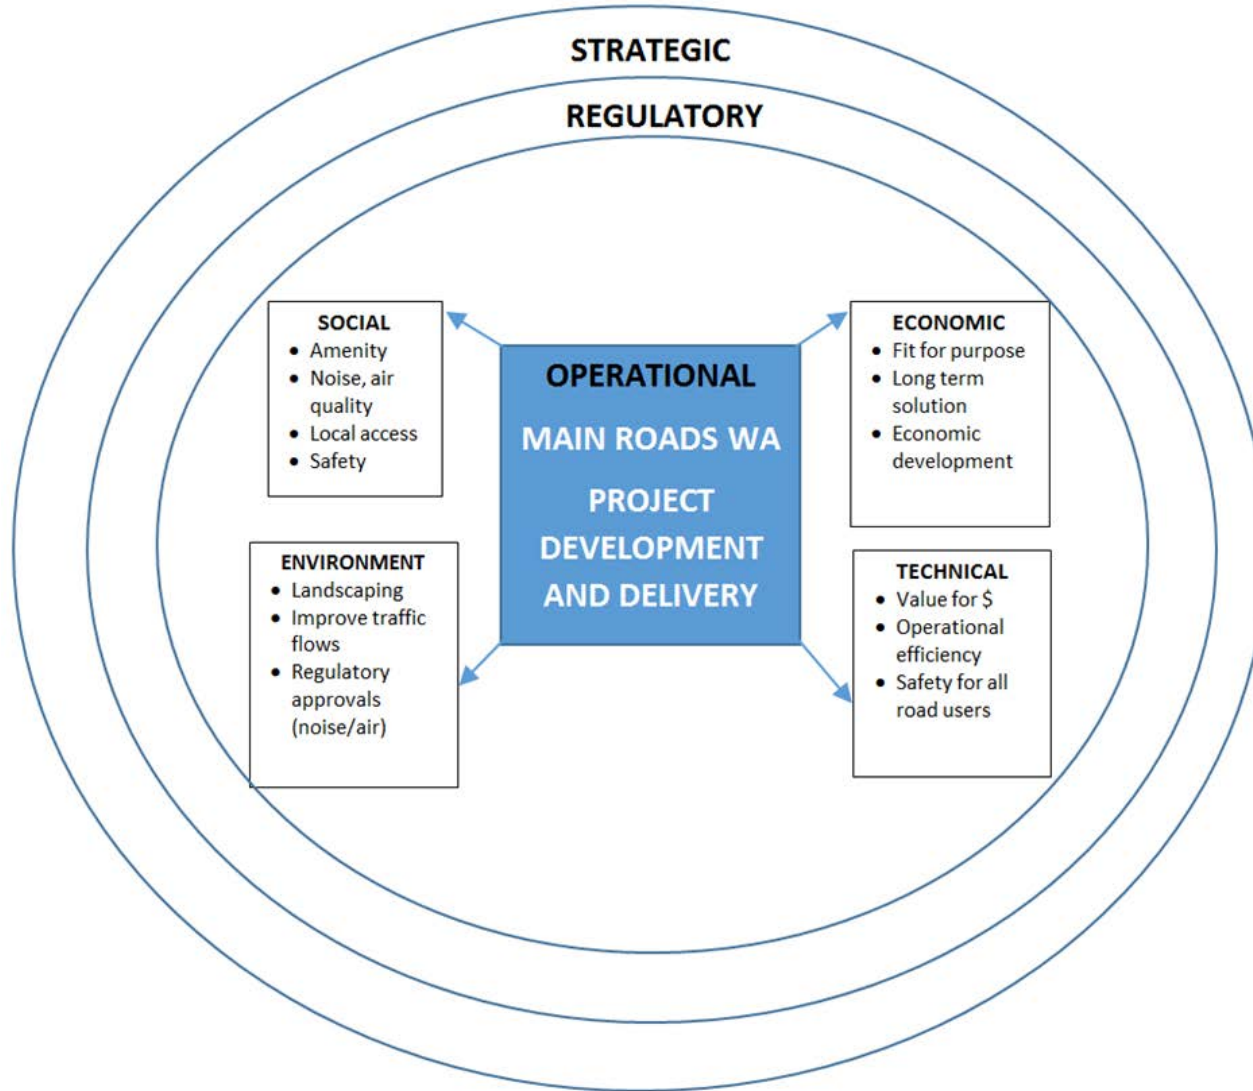 STRATEGIC
REGULATORY
SOCIAL
• Amenity
• Noise, air
quality
• Local access
• Safety
ECONOMIC
• Fit for purpose
• Long term
solution
• Economic
development
OPERATIONAL
MAIN ROADS WA
PROJECT
DEVELOPMENT
AND DELIVERY
ENVIRONMENT
• Landscaping
• Improve traffic
flows
• Regulatory
approvals
(noise/air)
TECHNICAL
• Value for $
• Operational
efficiency
• Safety for all
road users